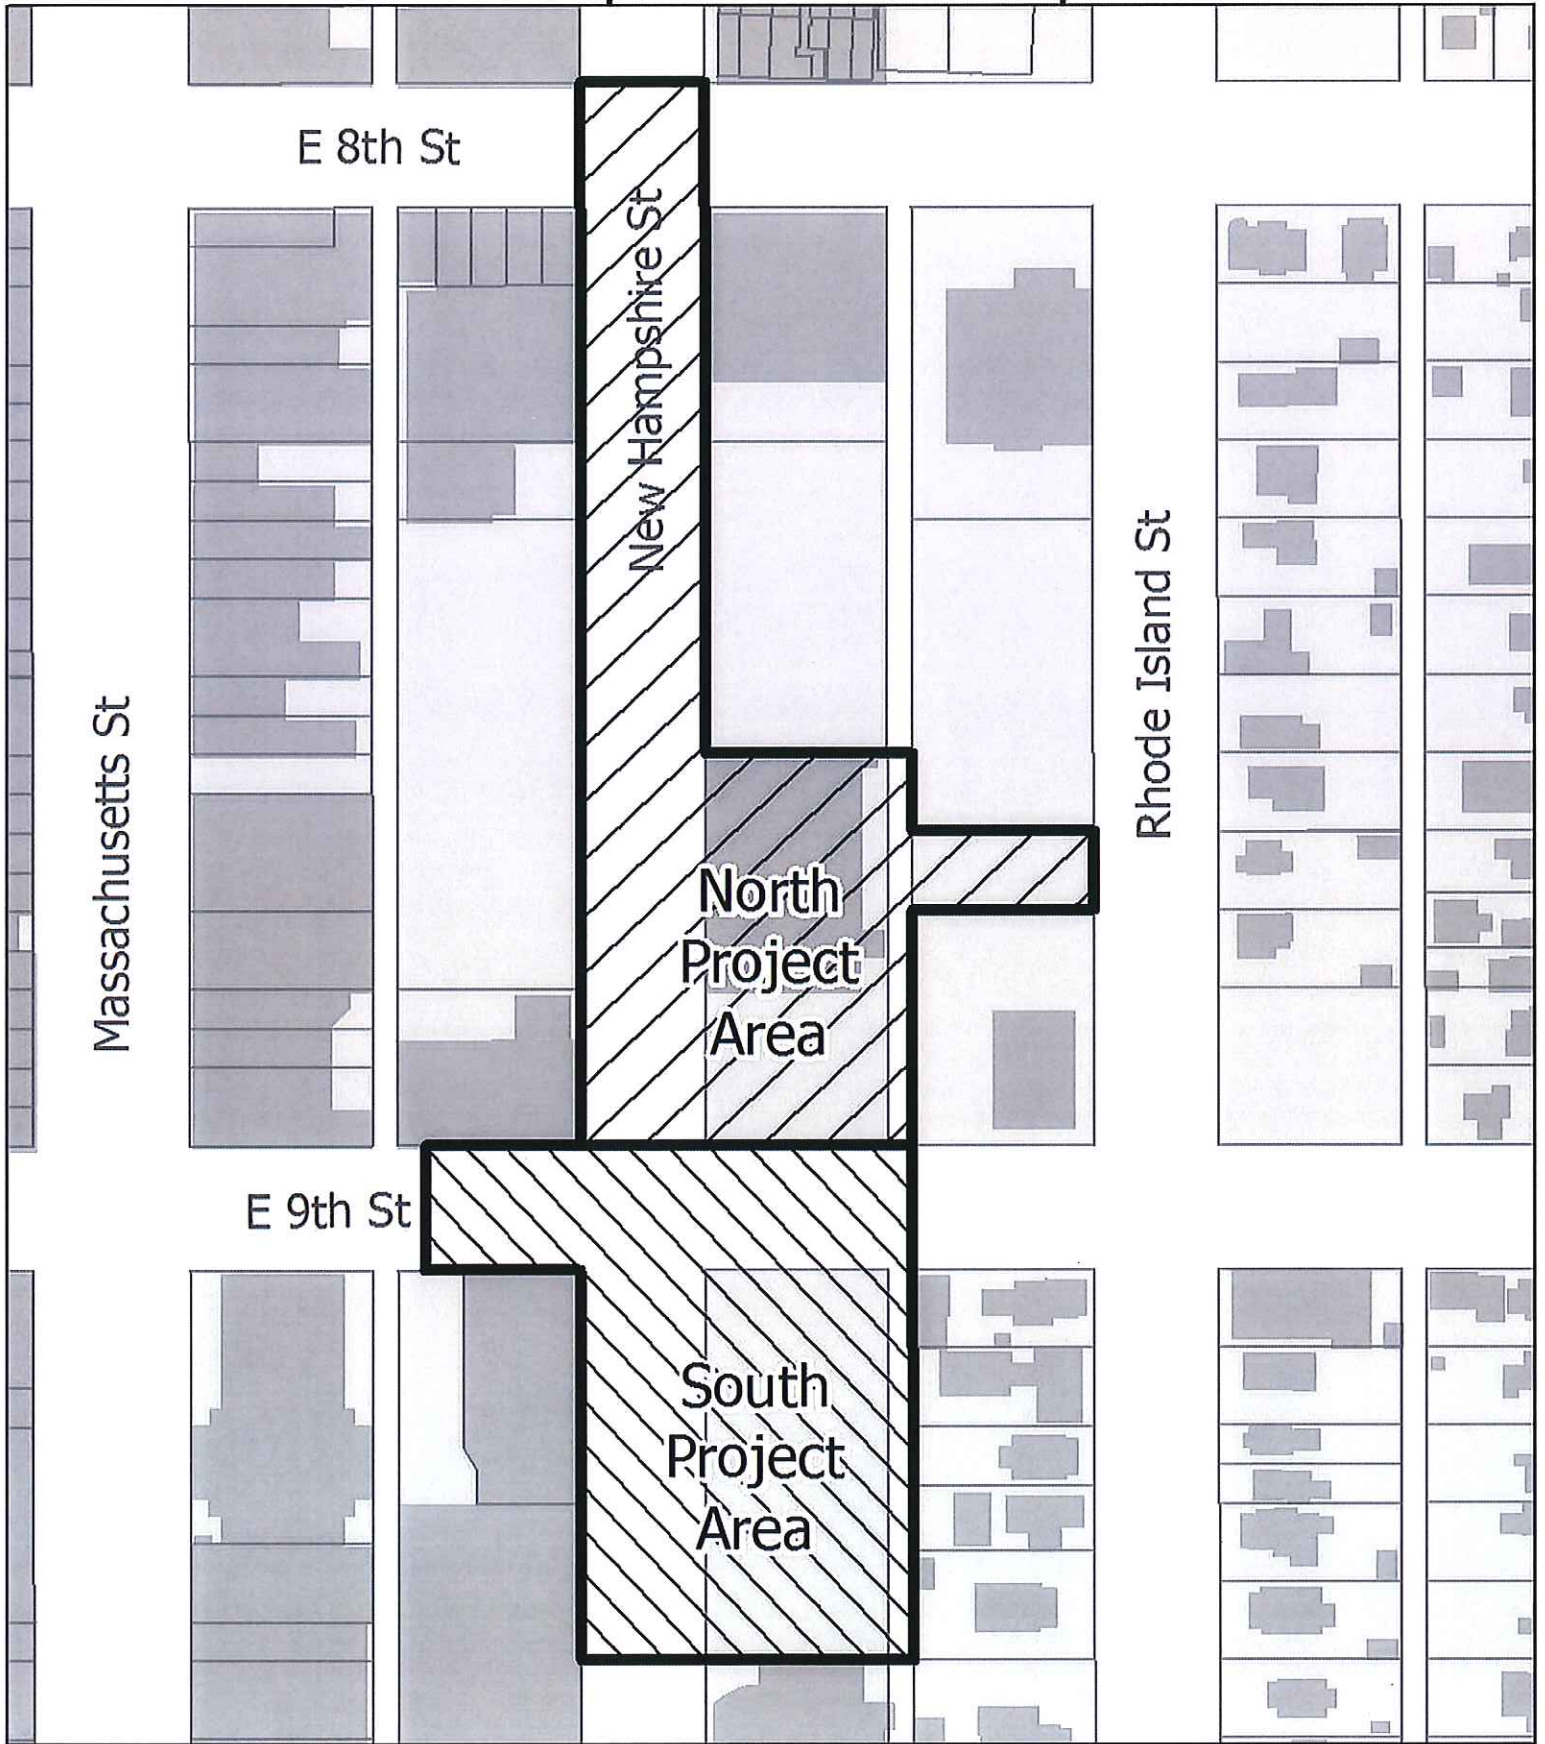 E 8th St
New Hampshire St
Rhode Island St
Massachusetts St
North
Project
Area
E 9th St
South
Project
Area